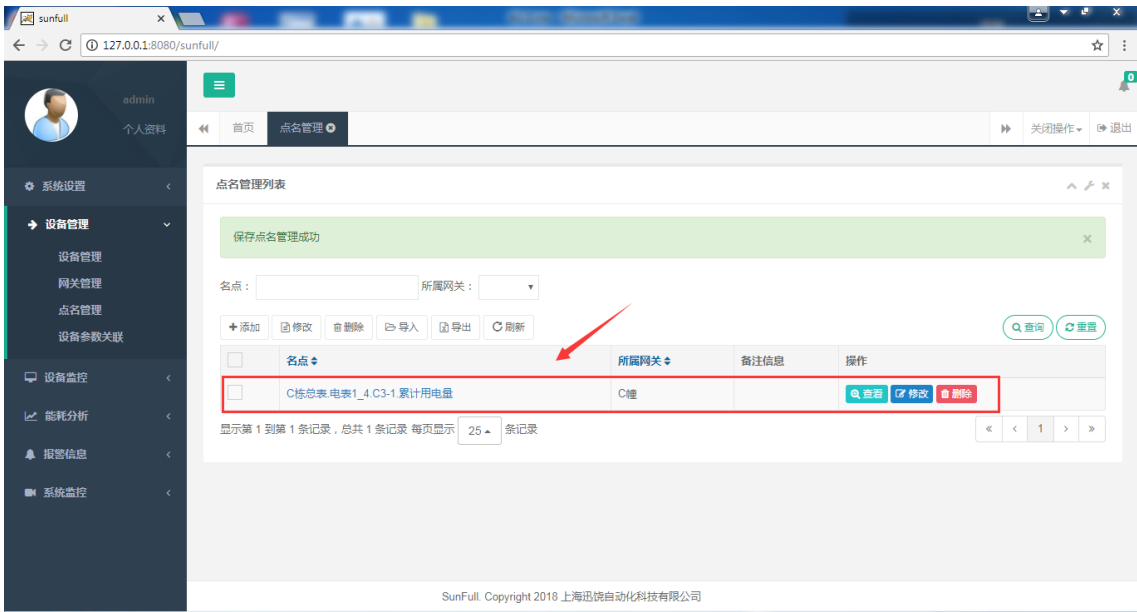 sunfull
127.0.0.1:8080/sunfull/
0
admin
个人资料
首页 点名管理 关闭操作 退出
系统设置
设备管理
设备管理
网关管理
点名管理
设备参数关联
设备监控
能耗分析
报警信息
系统监控
点名管理列表
保存点名管理成功
名点： 所属网关：
添加 修改 删除 导入 导出 刷新 查询 重置
名点 所属网关 备注信息 操作
C栋总表.电表1_4.C3-1.累计用电量 C幢 查看 修改 删除
显示第 1 到第 1 条记录，总共 1 条记录 每页显示 25 条记录 « ‹ 1 › »
SunFull. Copyright 2018 上海迅饶自动化科技有限公司